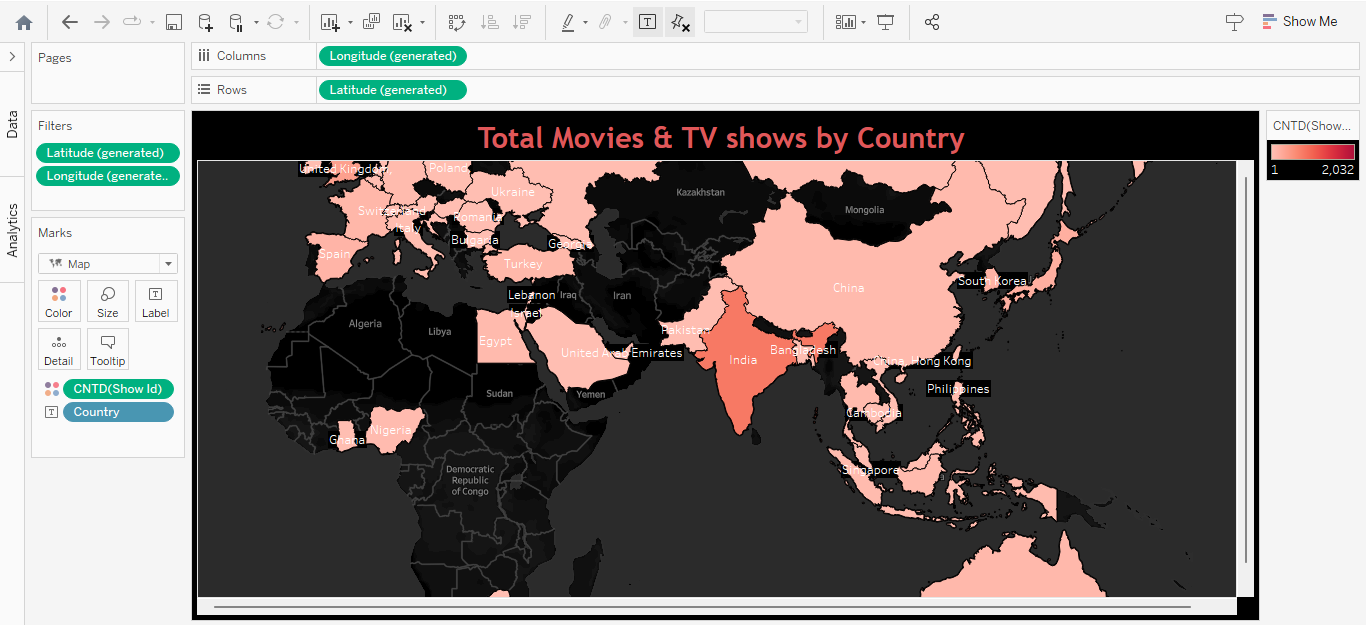 Show Me
Pages
Columns
Longitude (generated)
Rows
Latitude (generated)
Data
Analytics
Filters
Latitude (generated)
Longitude (generate..
Marks
Map
Color
Size
Label
Detail
Tooltip
CNTD(Show Id)
Country
Total Movies & TV shows by Country
CNTD(Show...
1 2,032
United Kingdom
Poland
Ukraine
Kazakhstan
Mongolia
Switzerland
Romania
Italy
Bulgaria
Georgia
Spain
Turkey
Lebanon
Iraq
Iran
China
South Korea
Israel
Algeria
Libya
Egypt
Pakistan
United Arab Emirates
India
Bangladesh
China, Hong Kong
Sudan
Yemen
Philippines
Cambodia
Nigeria
Ghana
Democratic
Republic
of Congo
Singapore